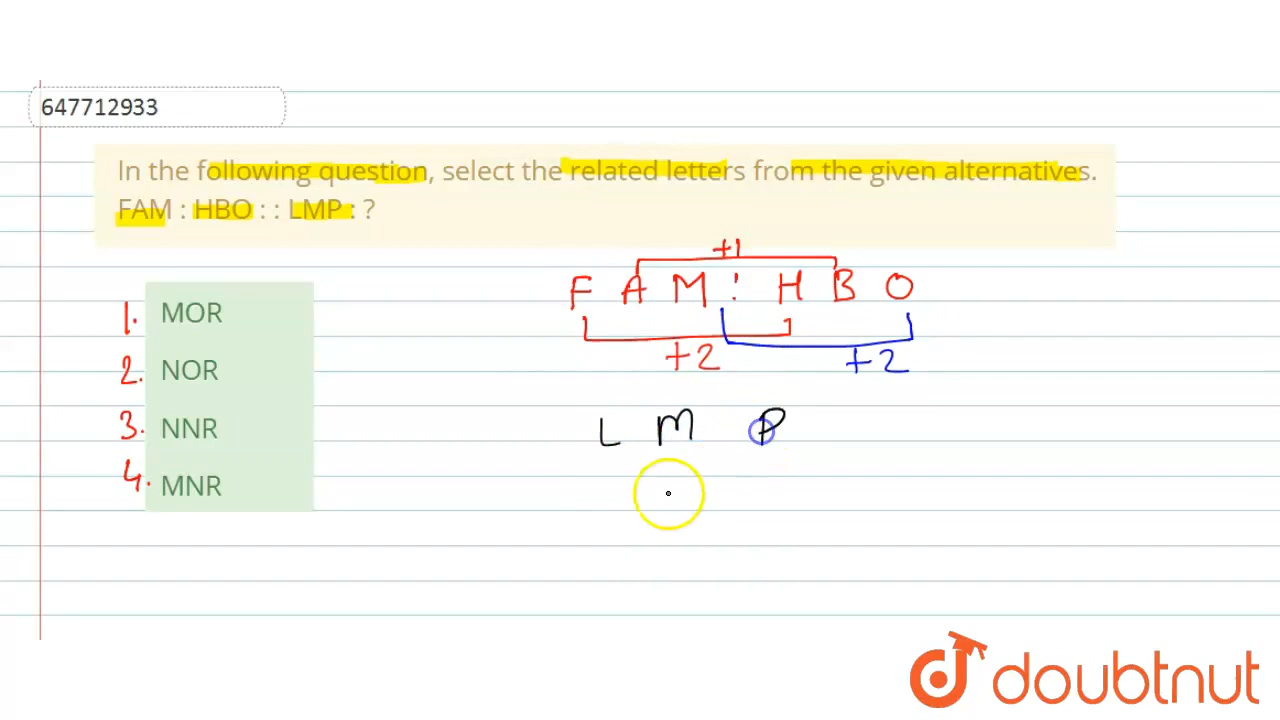 647712933
In the following question, select the related letters from the given alternatives.
FAM : HBO : : LMP : ?
+1
F A M : H B O
+2 +2
1. MOR
2. NOR
3. NNR
4. MNR
L M P
doubtnut